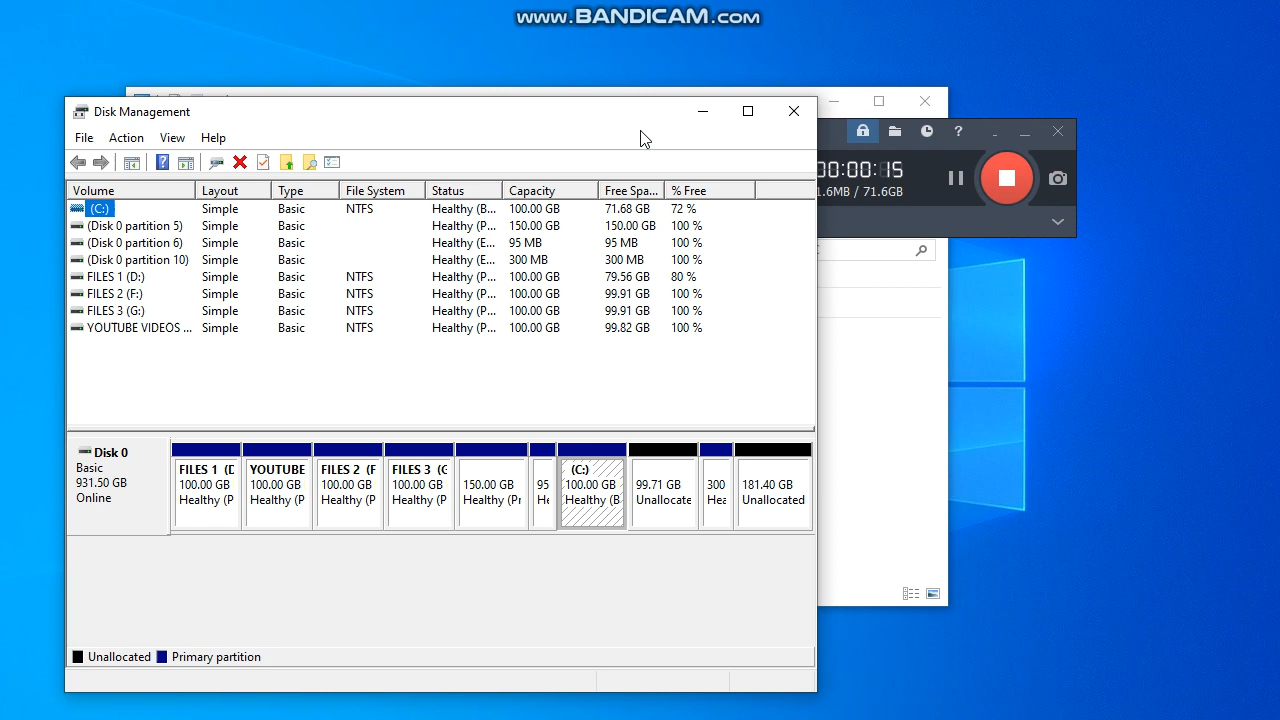 www.BANDICAM.com
Disk Management
File Action View Help
00:00:15
1.6MB / 71.6GB
Volume Layout Type File System Status Capacity Free Spa... % Free
(C:) Simple Basic NTFS Healthy (B... 100.00 GB 71.68 GB 72 %
(Disk 0 partition 5) Simple Basic Healthy (P... 150.00 GB 150.00 GB 100 %
(Disk 0 partition 6) Simple Basic Healthy (E... 95 MB 95 MB 100 %
(Disk 0 partition 10) Simple Basic Healthy (E... 300 MB 300 MB 100 %
FILES 1 (D:) Simple Basic NTFS Healthy (P... 100.00 GB 79.56 GB 80 %
FILES 2 (F:) Simple Basic NTFS Healthy (P... 100.00 GB 99.91 GB 100 %
FILES 3 (G:) Simple Basic NTFS Healthy (P... 100.00 GB 99.91 GB 100 %
YOUTUBE VIDEOS ... Simple Basic NTFS Healthy (P... 100.00 GB 99.82 GB 100 %
Disk 0
Basic
931.50 GB
Online
FILES 1 (D
100.00 GB
Healthy (P
YOUTUBE
100.00 GB
Healthy (P
FILES 2 (F
100.00 GB
Healthy (P
FILES 3 (G
100.00 GB
Healthy (P
150.00 GB
Healthy (Pr
95
He
(C:)
100.00 GB
Healthy (B
99.71 GB
Unallocate
300
Hea
181.40 GB
Unallocated
Unallocated Primary partition